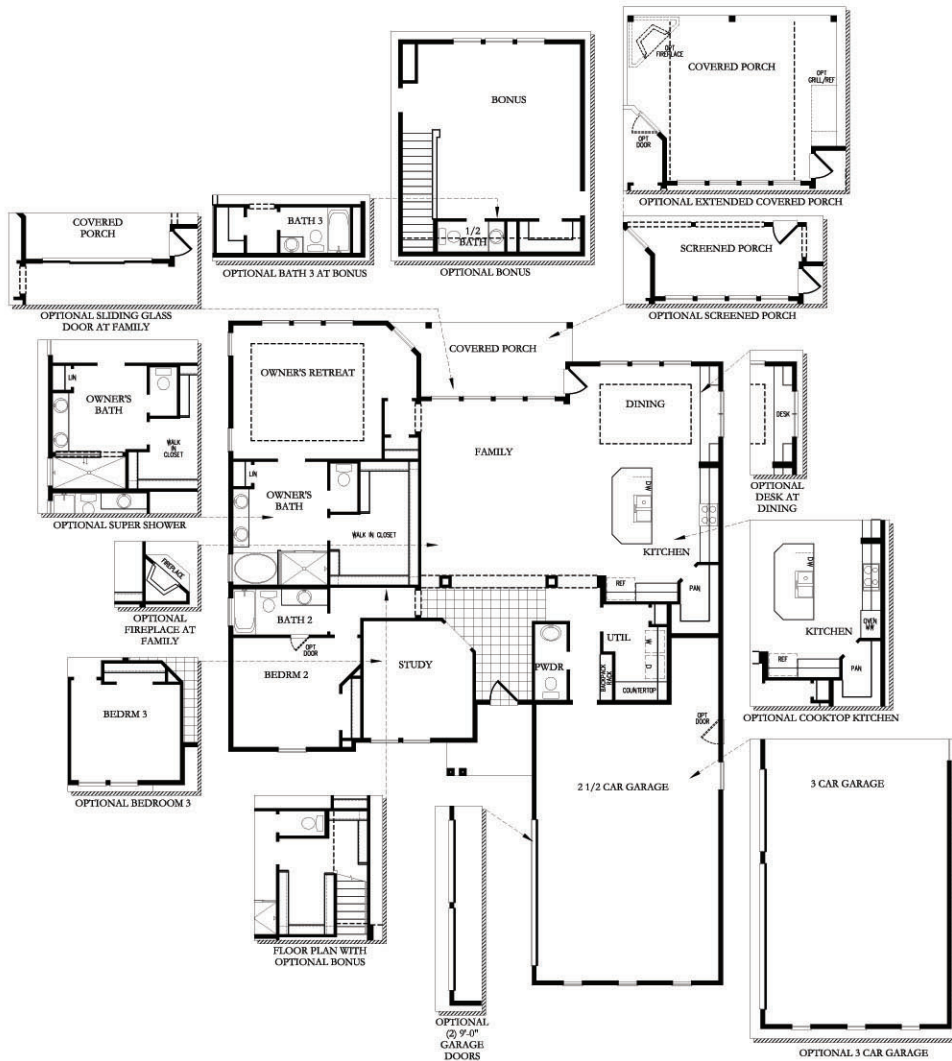 OPT
FIREPLACE
COVERED PORCH
OPT
GRILL/REF
OPT
DOOR
OPTIONAL EXTENDED COVERED PORCH
BONUS
1/2
BATH
OPTIONAL BONUS
BATH 3
OPTIONAL BATH 3 AT BONUS
COVERED
PORCH
OPTIONAL SLIDING GLASS
DOOR AT FAMILY
SCREENED PORCH
OPTIONAL SCREENED PORCH
LIN
OWNER'S
BATH
WALK
IN
CLOSET
OPTIONAL SUPER SHOWER
OWNER'S RETREAT
COVERED PORCH
DINING
FAMILY
DESK
OPTIONAL
DESK AT
DINING
LIN
OWNER'S
BATH
WALK IN CLOSET
DW
KITCHEN
REF
PAN
FIREPLACE
OPTIONAL
FIREPLACE AT
FAMILY
BATH 2
OPT
DOOR
BEDRM 2
STUDY
PWDR
UTIL
BACKPACK
RACK
W
D
COUNTERTOP
OPT
DOOR
DW
KITCHEN
OVEN
MW
REF
PAN
OPTIONAL COOKTOP KITCHEN
BEDRM 3
OPTIONAL BEDROOM 3
2 1/2 CAR GARAGE
3 CAR GARAGE
FLOOR PLAN WITH
OPTIONAL BONUS
OPTIONAL
(2) 9'-0"
GARAGE
DOORS
OPTIONAL 3 CAR GARAGE